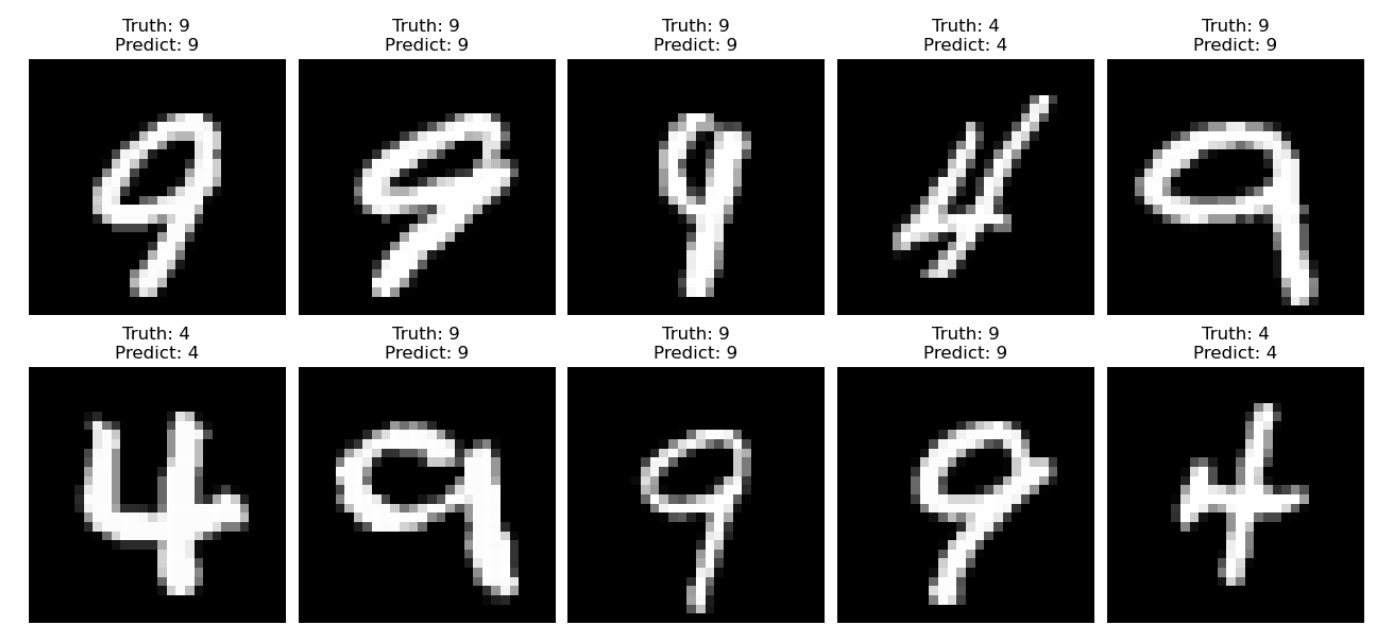 Truth: 9 Truth: 9 Truth: 9 Truth: 4 Truth: 9
Predict: 9 Predict: 9 Predict: 9 Predict: 4 Predict: 9
9 9 9 4 9
Truth: 4 Truth: 9 Truth: 9 Truth: 9 Truth: 4
Predict: 4 Predict: 9 Predict: 9 Predict: 9 Predict: 4
4 9 9 9 4